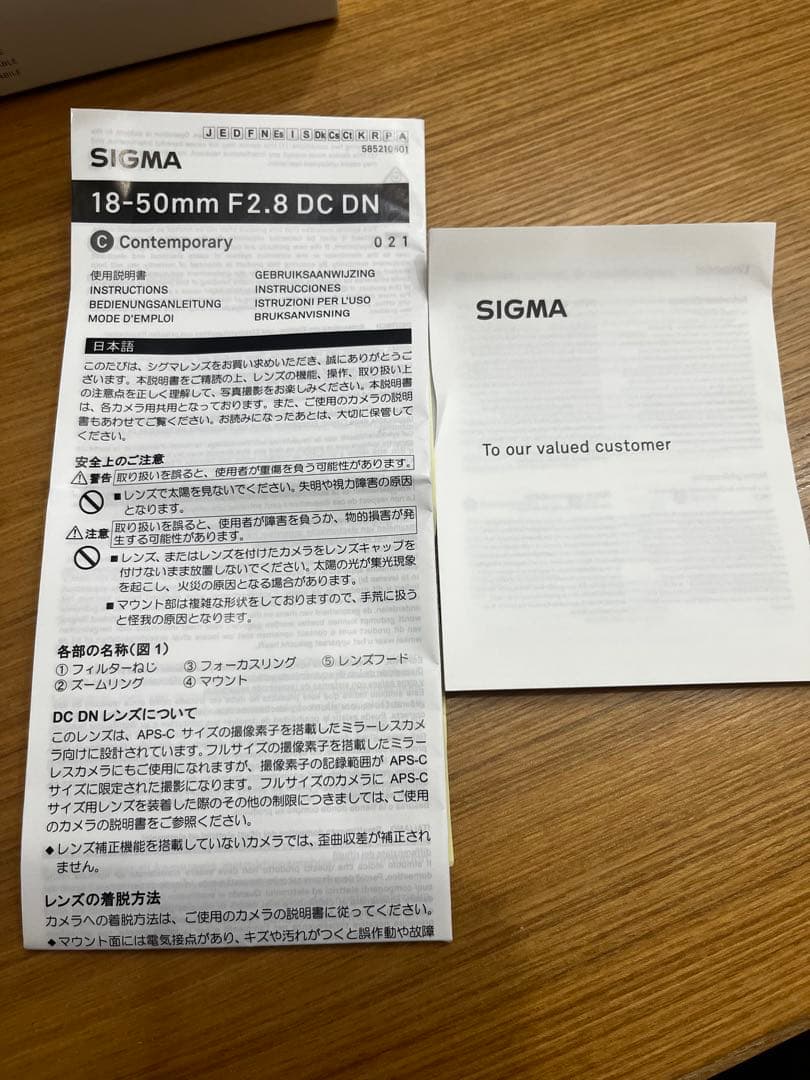 ABLE
ABILE
J E D F N Es I S Dk Cs Ct K R P A
SIGMA
18-50mm F2.8 DC DN
C Contemporary 021
使用説明書 GEBRUIKSAANWIJZING
INSTRUCTIONS INSTRUCCIONES
BEDIENUNGSANLEITUNG ISTRUZIONI PER L'USO
MODE D'EMPLOI BRUKSANVISNING
日本語
このたびは、シグマレンズをお買い求めいただき、誠にありがとうご
ざいます。本説明書をご精読の上、レンズの機能、操作、取り扱い上
の注意点を正しく理解して、写真撮影をお楽しみください。本説明書
は、各カメラ用共用となっております。また、ご使用のカメラの説明
書もあわせてご覧ください。お読みになったあとは、大切に保管して
ください。
安全上のご注意
警告 取り扱いを誤ると、使用者が重傷を負う可能性があります。
■レンズで太陽を見ないでください。失明や視力障害の原因
となります。
注意 取り扱いを誤ると、使用者が障害を負うか、物的損害が発
生する可能性があります。
■レンズ、またはレンズを付けたカメラをレンズキャップを
付けないまま放置しないでください。太陽の光が集光現象
を起こし、火災の原因となる場合があります。
■マウント部は複雑な形状をしておりますので、手荒に扱う
と怪我の原因となります。
各部の名称(図1)
①フィルターねじ ③フォーカスリング ⑤レンズフード
②ズームリング ④マウント
DC DNレンズについて
このレンズは、APS-C サイズの撮像素子を搭載したミラーレスカメ
ラ向けに設計されています。フルサイズの撮像素子を搭載したミラー
レスカメラにもご使用になれますが、撮像素子の記録範囲が APS-C
サイズに限定された撮影になります。フルサイズのカメラに APS-C
サイズ用レンズを装着した際のその他の制限につきましては、ご使用
のカメラの説明書をご参照ください。
◆レンズ補正機能を搭載していないカメラでは、歪曲収差が補正され
ません。
レンズの着脱方法
カメラへの着脱方法は、ご使用のカメラの説明書に従ってください。
◆マウント面には電気接点があり、キズや汚れがつくと誤作動や故障
SIGMA
To our valued customer